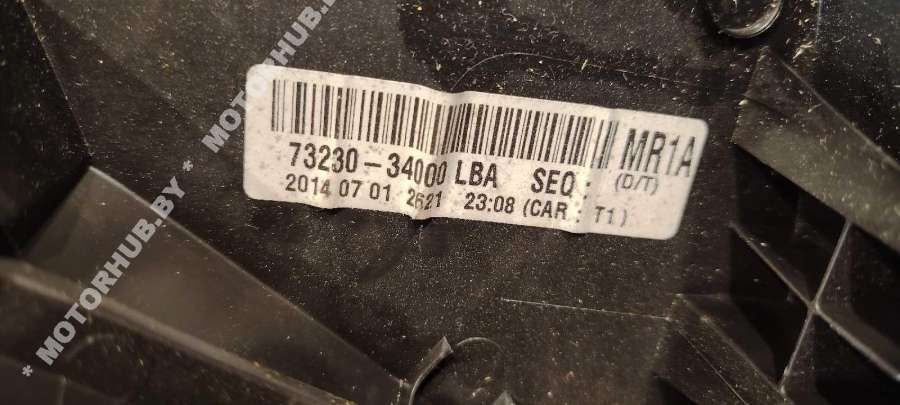 MR1A
73230-34000 LBA SEQ : (D/T)
2014 07 01 2621 23:08 (CAR : T1)
* MOTORHUB.BY * MOTORHUB.BY